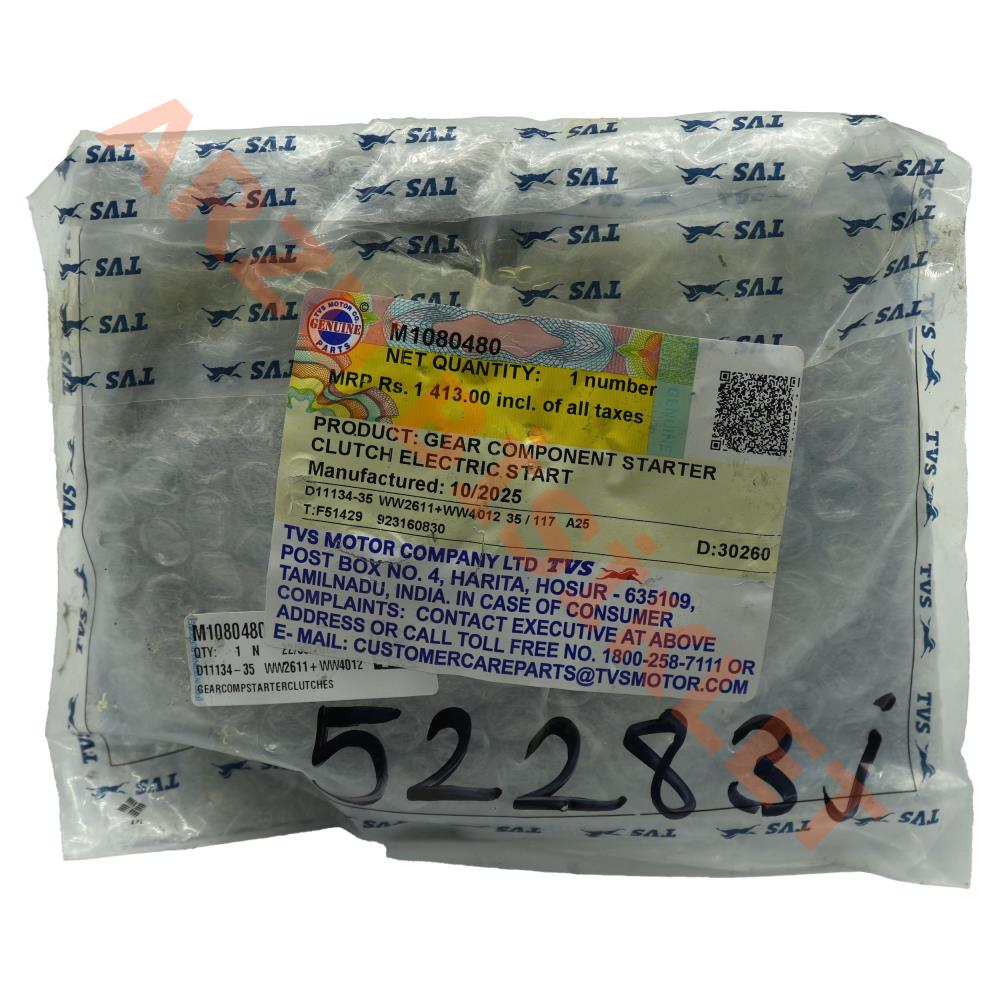 TVS MOTOR CO.
GENUINE
PARTS
M1080480
NET QUANTITY: 1 number
MRP Rs. 1 413.00 incl. of all taxes
PRODUCT: GEAR COMPONENT STARTER
CLUTCH ELECTRIC START
Manufactured: 10/2025
D11134-35 WW2611+WW4012 35 / 117 A25
T:F51429 923160830
D:30260
TVS MOTOR COMPANY LTD TVS
POST BOX NO. 4, HARITA, HOSUR - 635109,
TAMILNADU, INDIA. IN CASE OF CONSUMER
COMPLAINTS: CONTACT EXECUTIVE AT ABOVE
ADDRESS OR CALL TOLL FREE NO. 1800-258-7111 OR
E- MAIL: CUSTOMERCAREPARTS@TVSMOTOR.COM
M1080480
QTY: 1 N
D11134-35 WW2611+WW4012
GEARCOMPSTARTERCLUTCHES
52283j
TVS